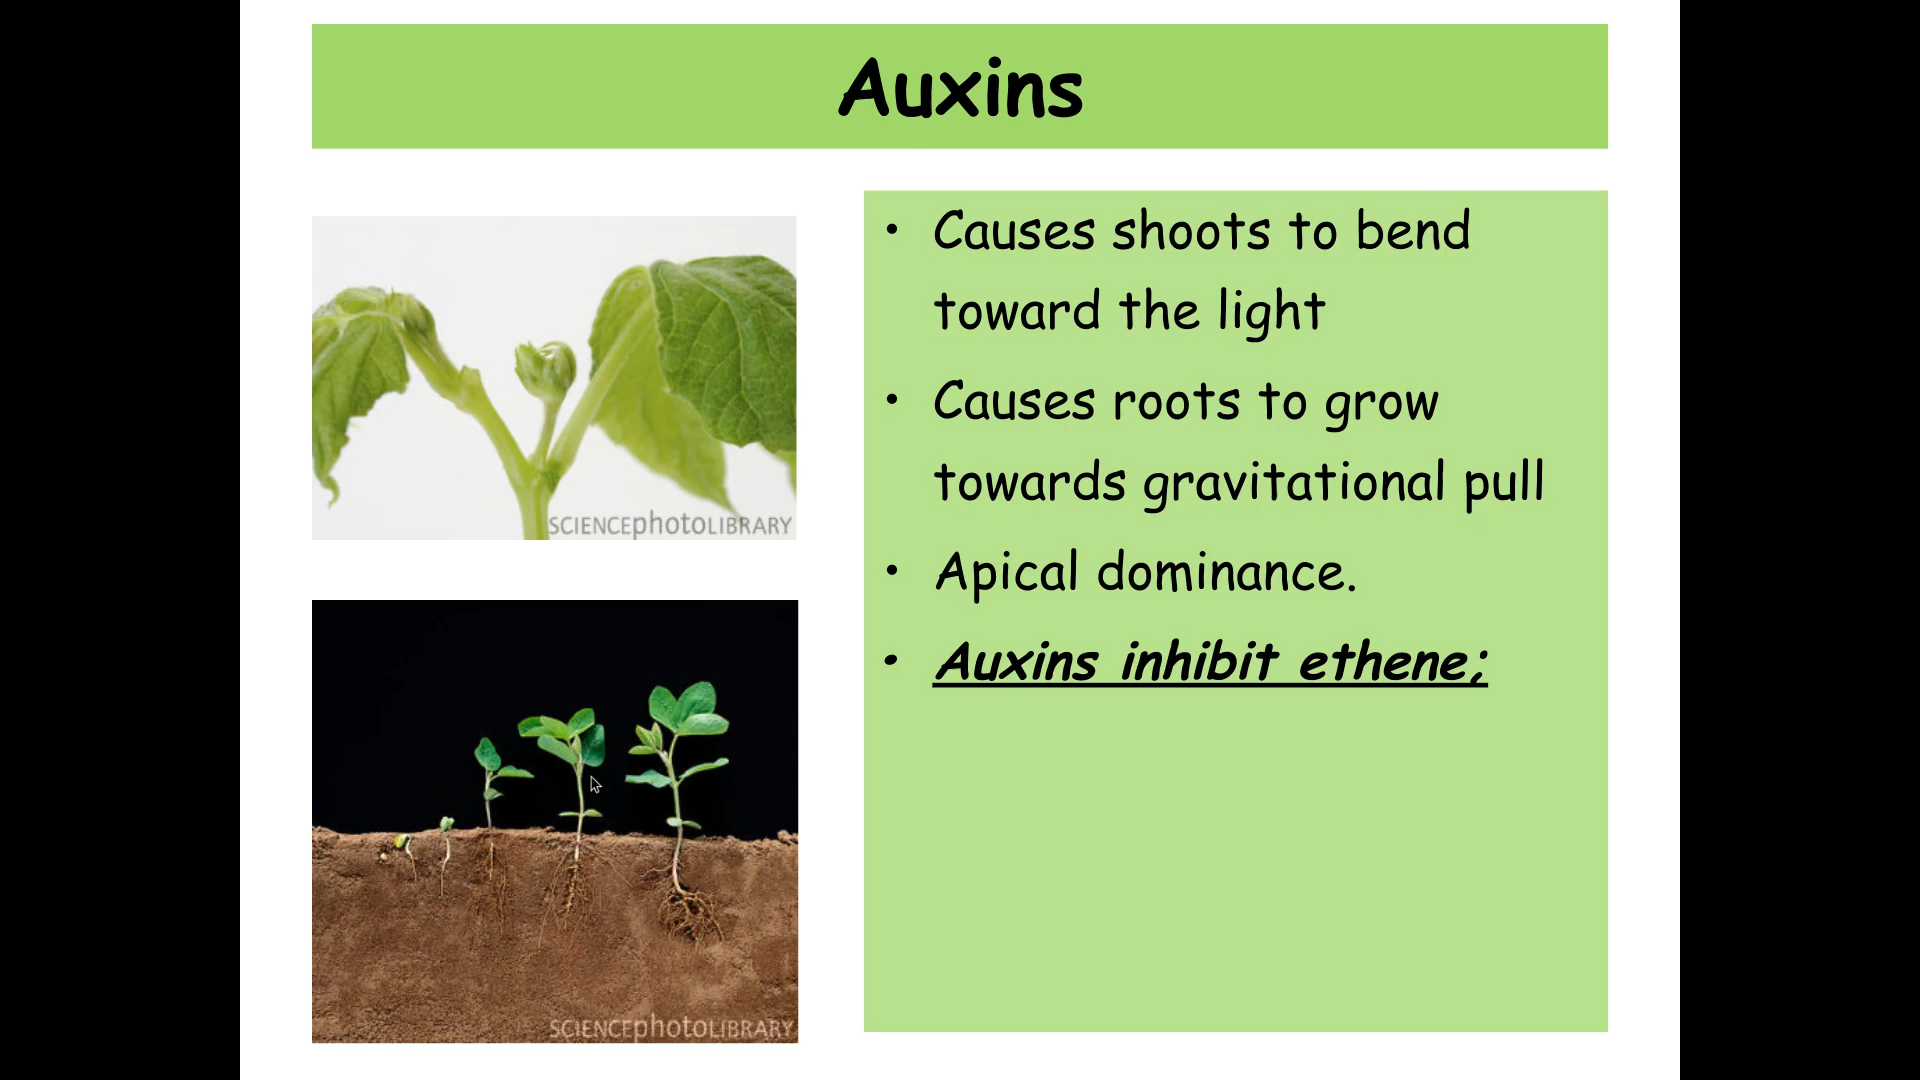 Auxins
• Causes shoots to bend
toward the light
• Causes roots to grow
towards gravitational pull
• Apical dominance.
• Auxins inhibit ethene;
SCIENCEphotoLIBRARY
SCIENCEphotoLIBRARY